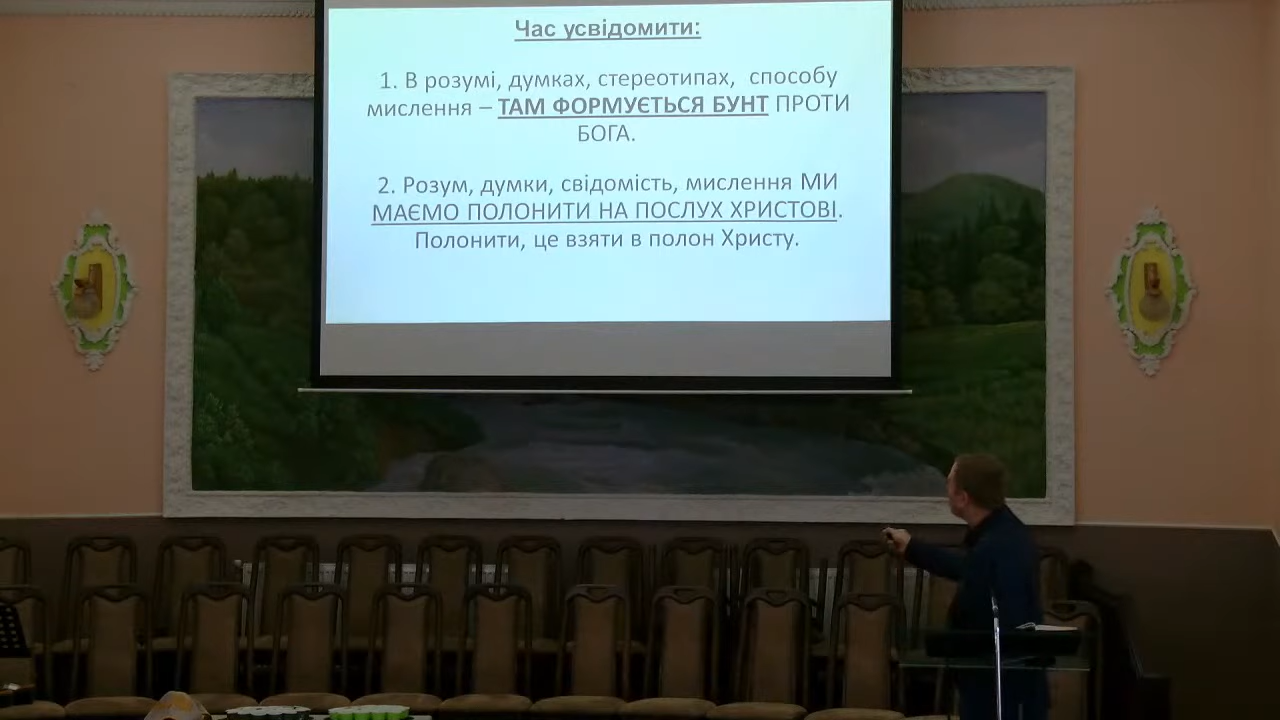 Час усвідомити:
1. В розумі, думках, стереотипах, способу
мислення – ТАМ ФОРМУЄТЬСЯ БУНТ ПРОТИ
БОГА.
2. Розум, думки, свідомість, мислення МИ
МАЄМО ПОЛОНИТИ НА ПОСЛУХ ХРИСТОВІ.
Полонити, це взяти в полон Христу.